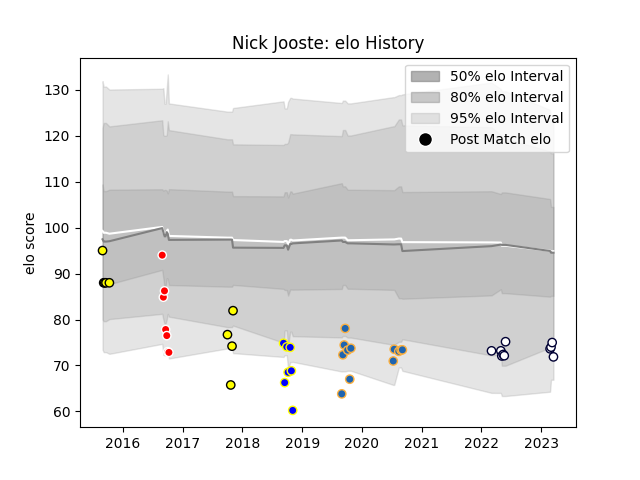 Nick Jooste: elo History
50% elo Interval
80% elo Interval
95% elo Interval
Post Match elo
elo score
130
120
110
100
90
80
70
60
2016 2017 2018 2019 2020 2021 2022 2023